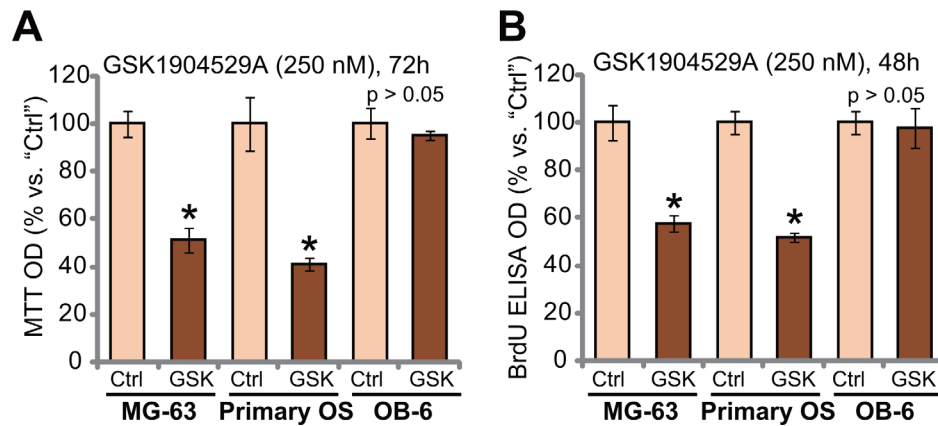 A
GSK1904529A (250 nM), 72h
p > 0.05
MTT OD (% vs. “Ctrl”)
120
100
80
60
40
20
0
*
*
Ctrl GSK Ctrl GSK Ctrl GSK
MG-63 Primary OS OB-6
B
GSK1904529A (250 nM), 48h
p > 0.05
BrdU ELISA OD (% vs. “Ctrl”)
120
100
80
60
40
20
0
*
*
Ctrl GSK Ctrl GSK Ctrl GSK
MG-63 Primary OS OB-6